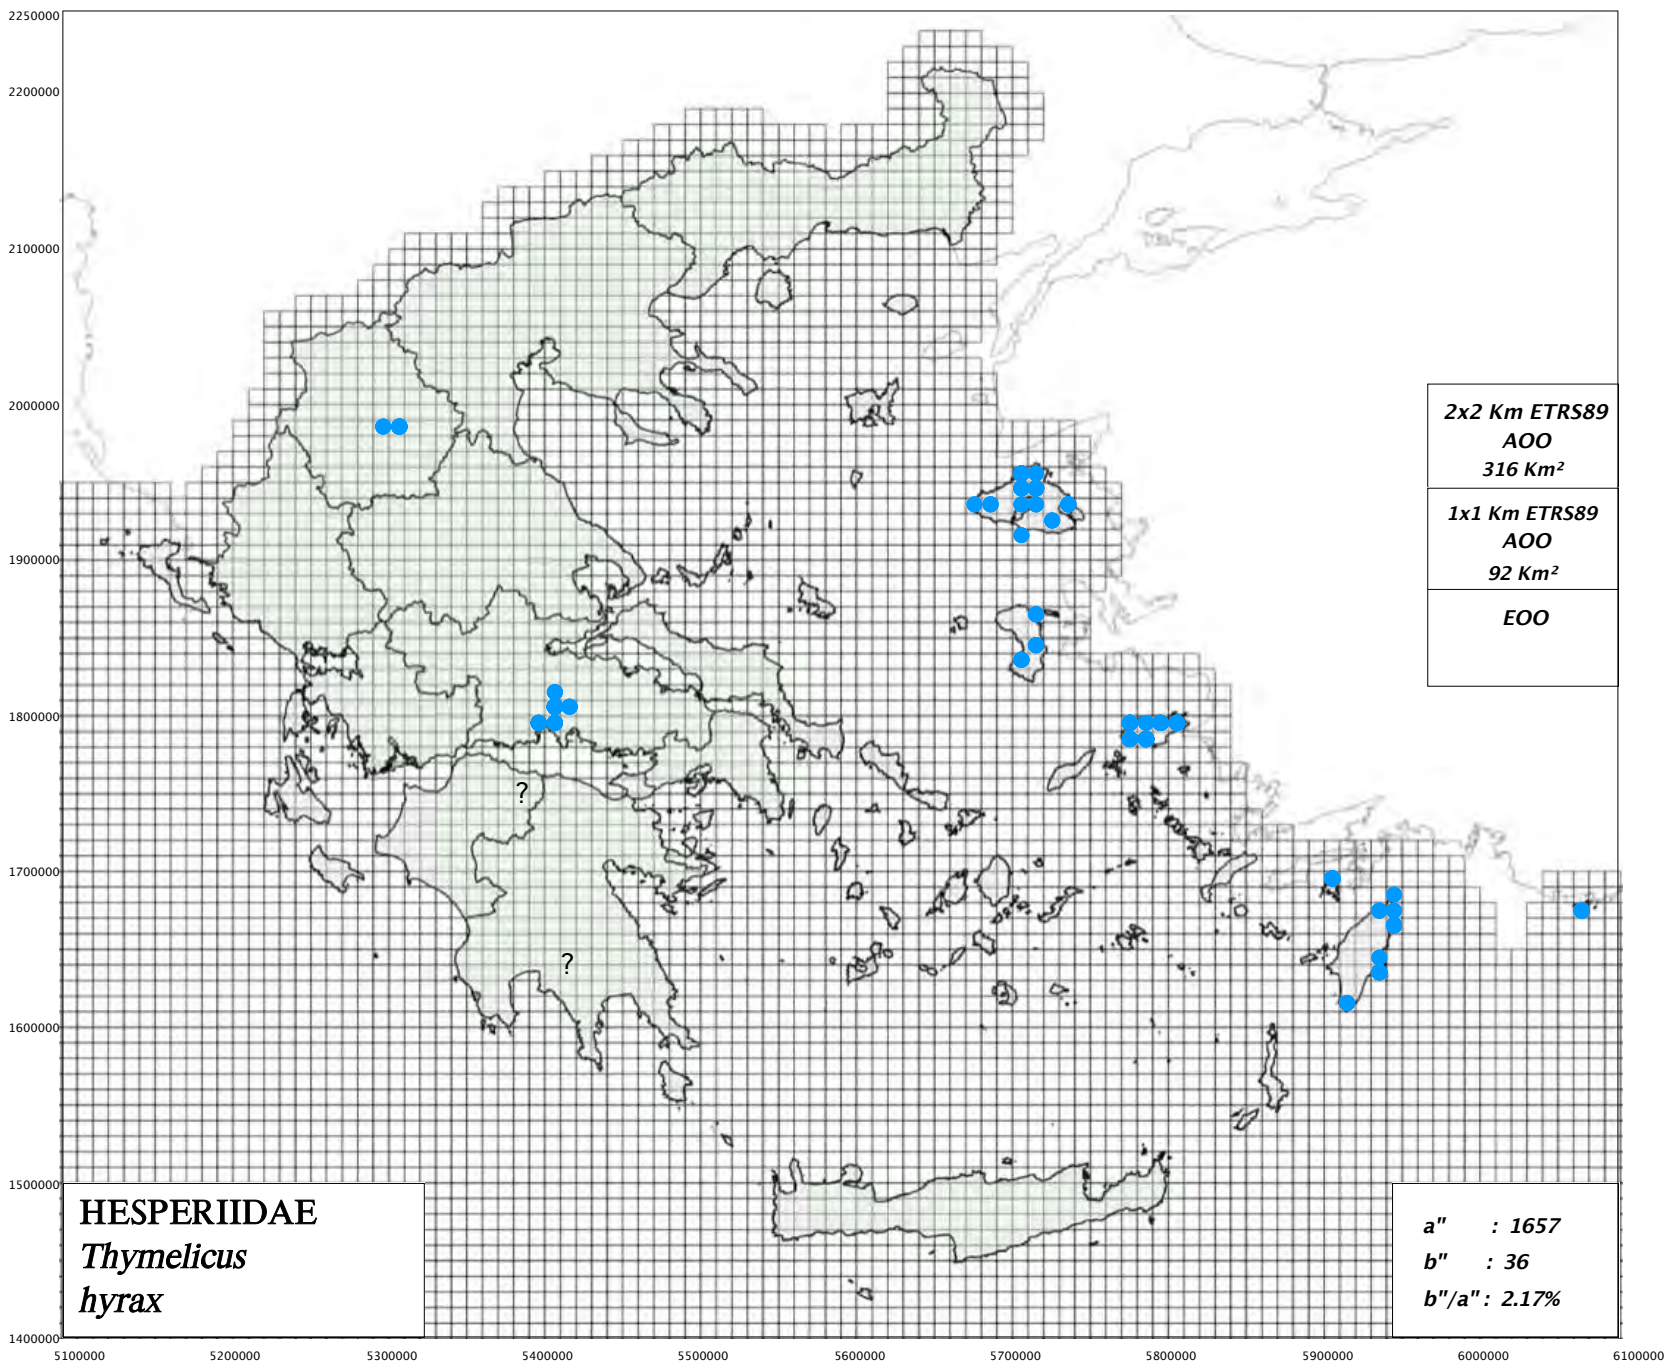 2250000
2200000
2100000
2000000
1900000
1800000
1700000
1600000
1500000
1400000
2x2 Km ETRS89
AOO
316 Km²
1x1 Km ETRS89
AOO
92 Km²
EOO
?
?
HESPERIIDAE
Thymelicus
hyrax
a" : 1657
b" : 36
b"/a" : 2.17%
5100000 5200000 5300000 5400000 5500000 5600000 5700000 5800000 5900000 6000000 6100000